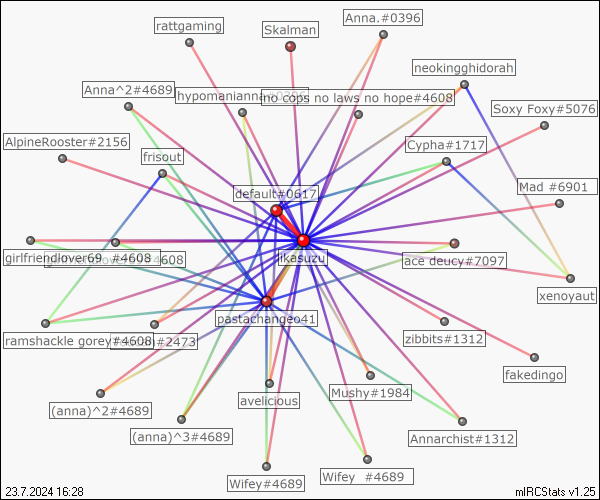 Anna.#0396
rattgaming
Skalman
neokingghidorah
Anna^2#4689
hypomanianna
no cops no laws no hope#4608
Soxy Foxy#5076
AlpineRooster#2156
frisout
Cypha#1717
default#0617
Mad #6901
girlfriendlover69 #4608
#4608
likasuzu
ace deucy#7097
xenoyaut
pastachangeo41
ramshackle gorey#4608
#2473
zibbits#1312
fakedingo
(anna)^2#4689
avelicious
Mushy#1984
(anna)^3#4689
Annarchist#1312
Wifey#4689
Wifey #4689
23.7.2024 16:28
mIRCStats v1.25